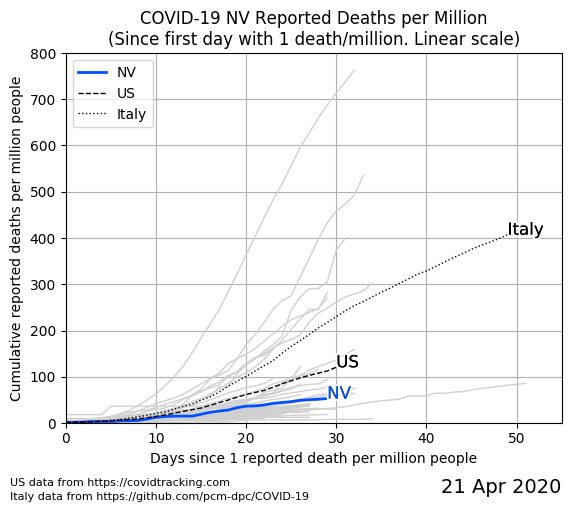 COVID-19 NV Reported Deaths per Million
(Since first day with 1 death/million. Linear scale)
Cumulative reported deaths per million people
800
700
600
500
400
300
200
100
0
NV
US
Italy
Italy
US
NV
0
10
20
30
40
50
Days since 1 reported death per million people
US data from https://covidtracking.com
Italy data from https://github.com/pcm-dpc/COVID-19
21 Apr 2020